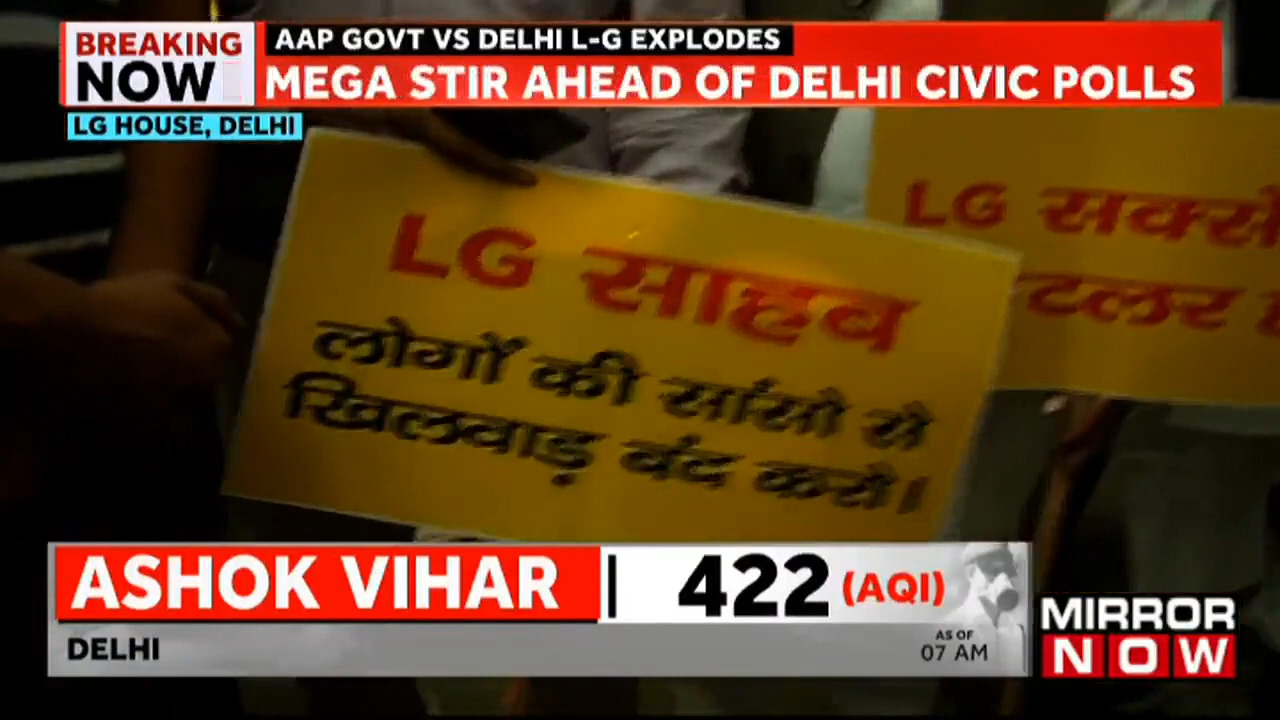 BREAKING NOW
AAP GOVT VS DELHI L-G EXPLODES
MEGA STIR AHEAD OF DELHI CIVIC POLLS
LG HOUSE, DELHI
LG साहब
लोगों की सांसो से
खिलवाड़ बंद करो।
LG
टलर
ASHOK VIHAR
422 (AQI)
DELHI
AS OF
07 AM
MIRROR
NOW